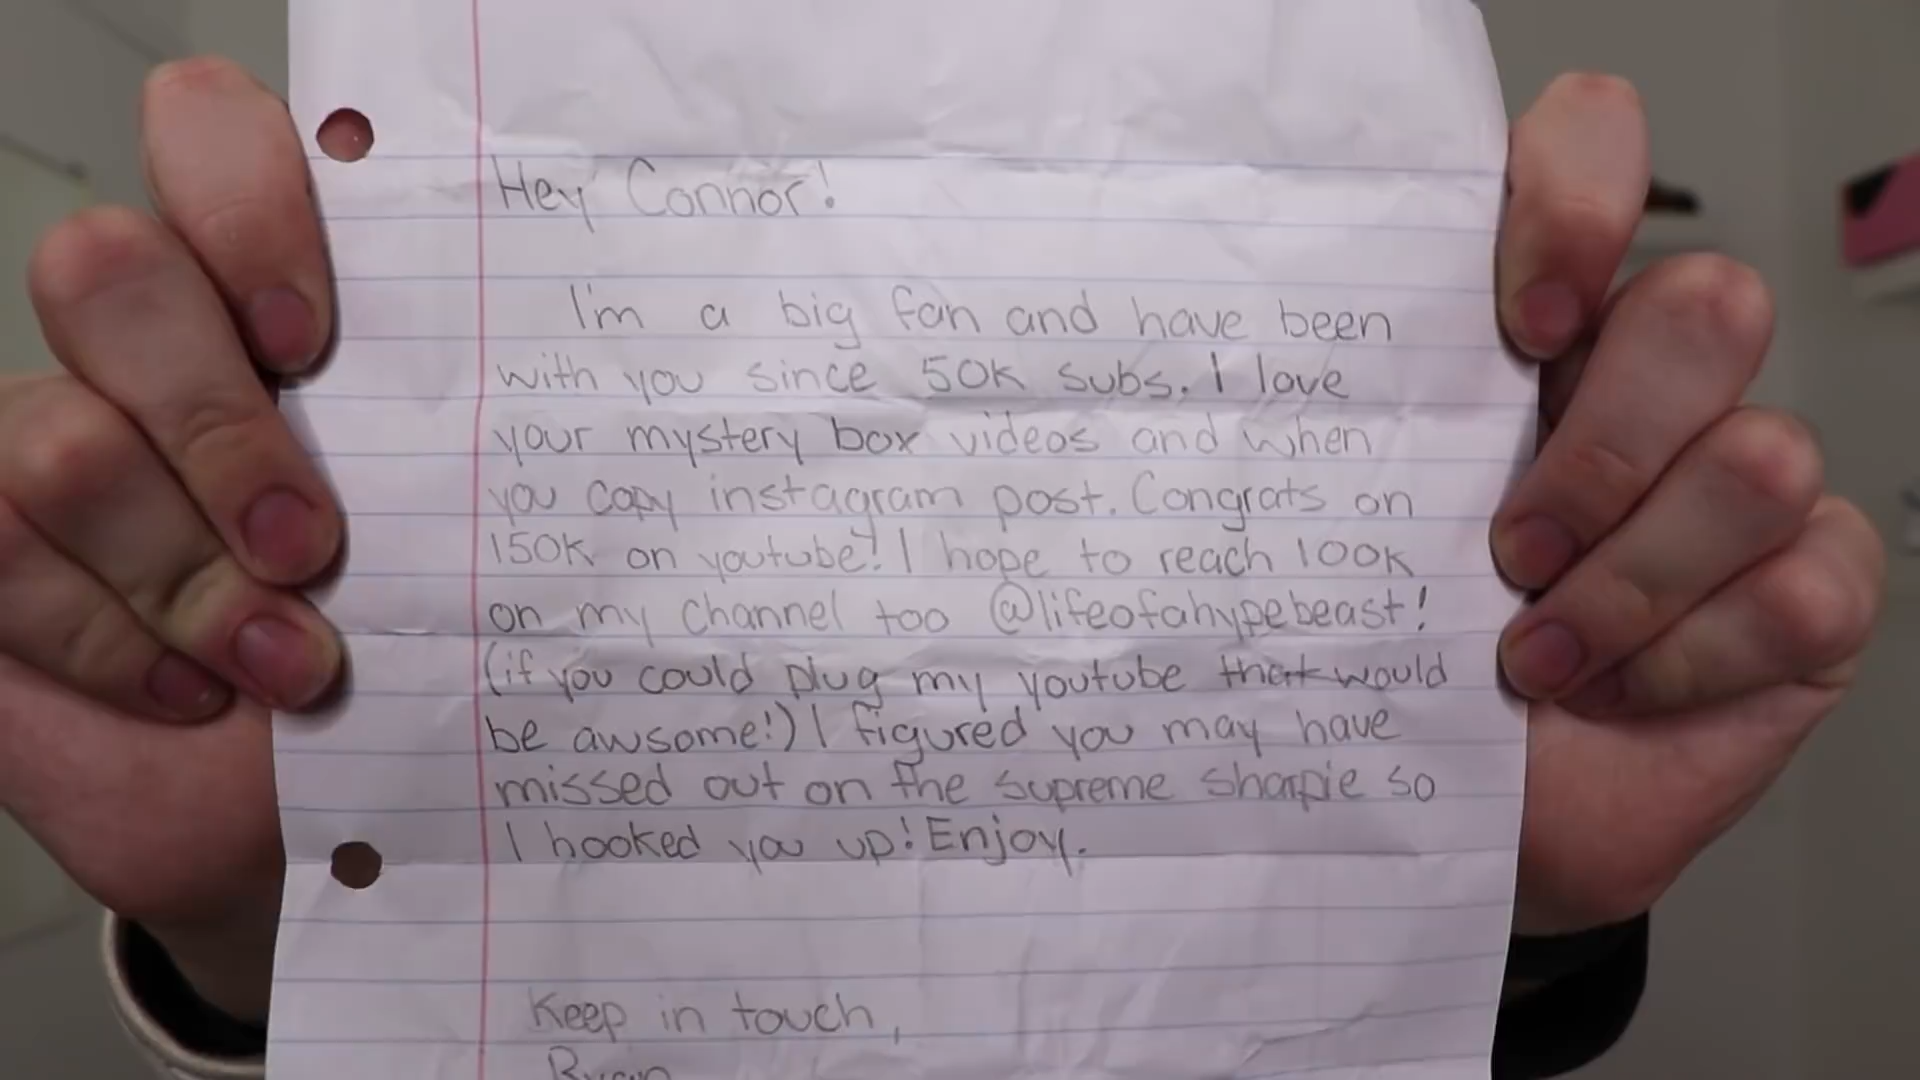 Hey Connor!
I'm a big fan and have been
with you since 50K subs. I love
your mystery box videos and when
you copy instagram post. Congrats on
150K on youtube! I hope to reach 100K
on my channel too @lifeofahypebeast!
(if you could plug my youtube that would
be awsome!) I figured you may have
missed out on the supreme sharpie so
I hooked you up! Enjoy.
Keep in touch,
Ryan